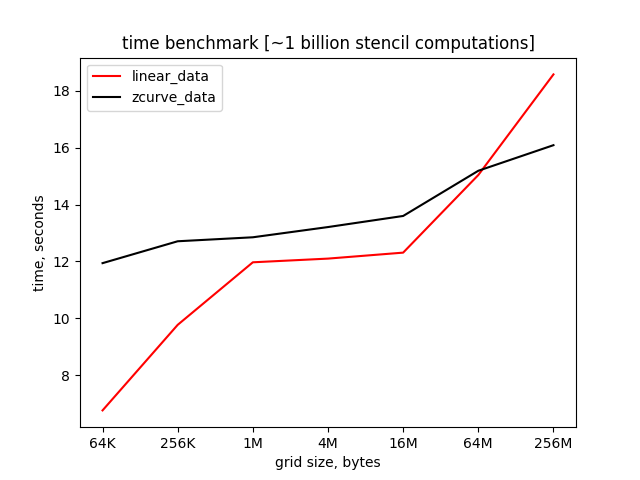 time benchmark [~1 billion stencil computations]
linear_data
zcurve_data
18
16
14
12
10
8
time, seconds
64K 256K 1M 4M 16M 64M 256M
grid size, bytes